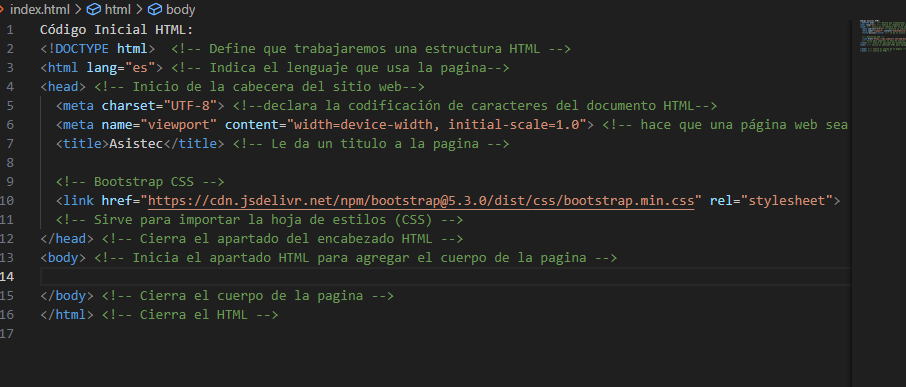 index.html > html > body
1 Código Inicial HTML:
2 <!DOCTYPE html>  <!-- Define que trabajaremos una estructura HTML -->
3 <html lang="es"> <!-- Indica el lenguaje que usa la pagina-->
4 <head> <!-- Inicio de la cabecera del sitio web-->
5   <meta charset="UTF-8"> <!--declara la codificación de caracteres del documento HTML-->
6   <meta name="viewport" content="width=device-width, initial-scale=1.0"> <!-- hace que una página web sea
7   <title>Asistec</title> <!-- Le da un titulo a la pagina -->
8
9   <!-- Bootstrap CSS -->
10   <link href="https://cdn.jsdelivr.net/npm/bootstrap@5.3.0/dist/css/bootstrap.min.css" rel="stylesheet">
11   <!-- Sirve para importar la hoja de estilos (CSS) -->
12 </head> <!-- Cierra el apartado del encabezado HTML -->
13 <body> <!-- Inicia el apartado HTML para agregar el cuerpo de la pagina -->
14
15 </body> <!-- Cierra el cuerpo de la pagina -->
16 </html> <!-- Cierra el HTML -->
17